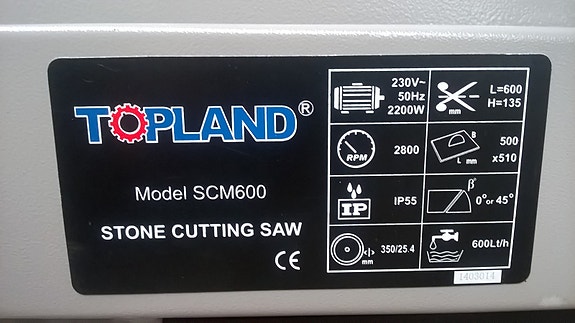 TOPLAND®
Model SCM600
STONE CUTTING SAW
CE
230V~
50Hz
2200W
mm
L=600
H=135
RPM
2800
B
L mm
500
x510
IP
IP55
β°
0° or 45°
mm
350/25.4
600Lt/h
1403014